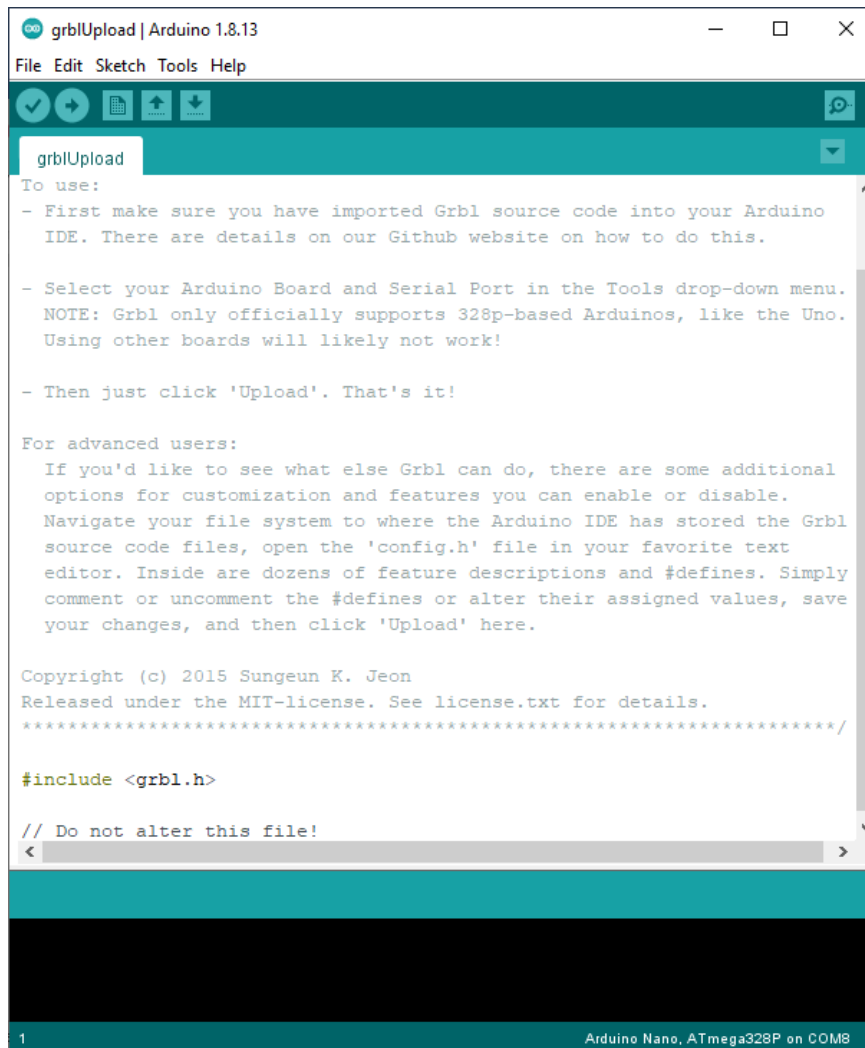 grblUpload | Arduino 1.8.13
File Edit Sketch Tools Help
grblUpload
To use:
- First make sure you have imported Grbl source code into your Arduino
IDE. There are details on our Github website on how to do this.
- Select your Arduino Board and Serial Port in the Tools drop-down menu.
NOTE: Grbl only officially supports 328p-based Arduinos, like the Uno.
Using other boards will likely not work!
- Then just click 'Upload'. That's it!
For advanced users:
If you'd like to see what else Grbl can do, there are some additional
options for customization and features you can enable or disable.
Navigate your file system to where the Arduino IDE has stored the Grbl
source code files, open the 'config.h' file in your favorite text
editor. Inside are dozens of feature descriptions and #defines. Simply
comment or uncomment the #defines or alter their assigned values, save
your changes, and then click 'Upload' here.
Copyright (c) 2015 Sungeun K. Jeon
Released under the MIT-license. See license.txt for details.
***********************************************************************/
#include <grbl.h>
// Do not alter this file!
1
Arduino Nano, ATmega328P on COM8